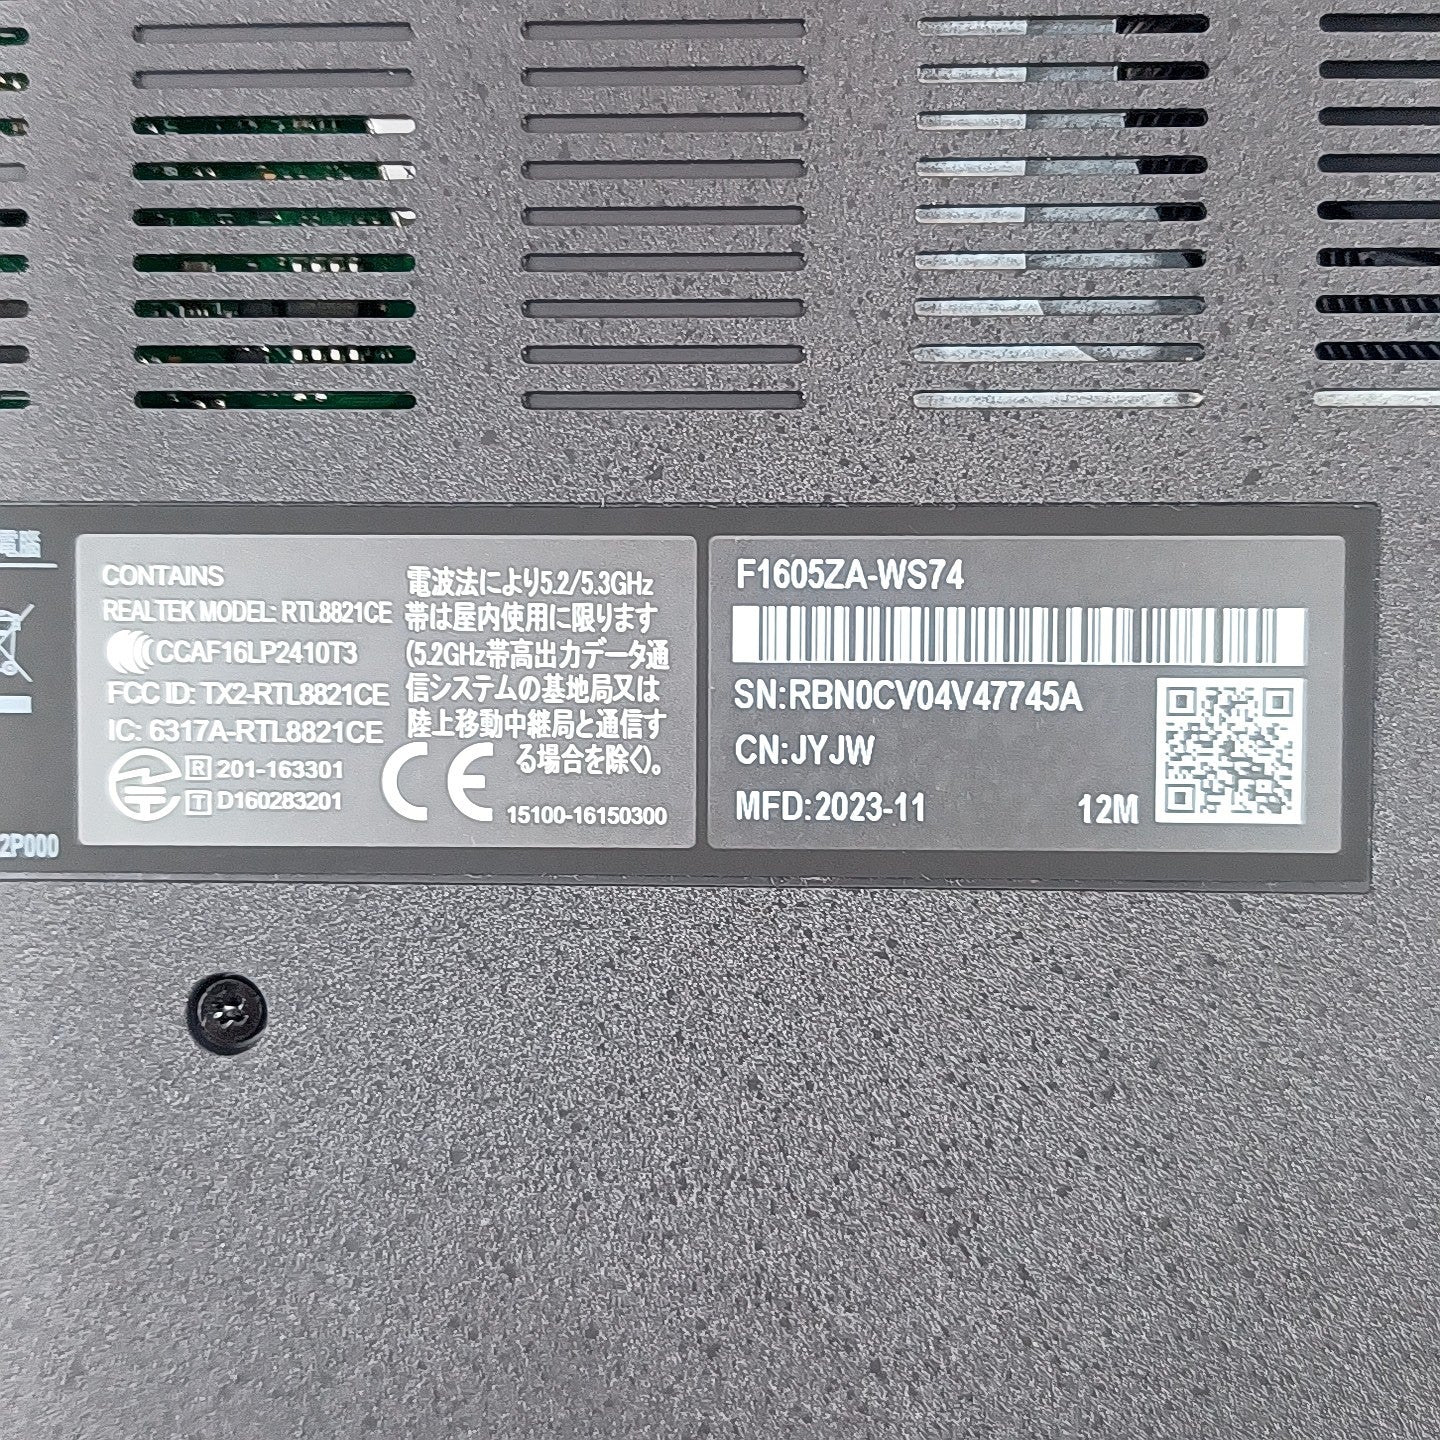 電腦
2P000
CONTAINS
REALTEK MODEL: RTL8821CE
CCAF16LP2410T3
FCC ID: TX2-RTL8821CE
IC: 6317A-RTL8821CE
R 201-163301
T D160283201
CE
電波法により5.2/5.3GHz
帯は屋内使用に限ります
(5.2GHz帯高出力データ通
信システムの基地局又は
陸上移動中継局と通信す
る場合を除く)。
15100-16150300
F1605ZA-WS74
SN:RBN0CV04V47745A
CN:JYJW
MFD:2023-11
12M